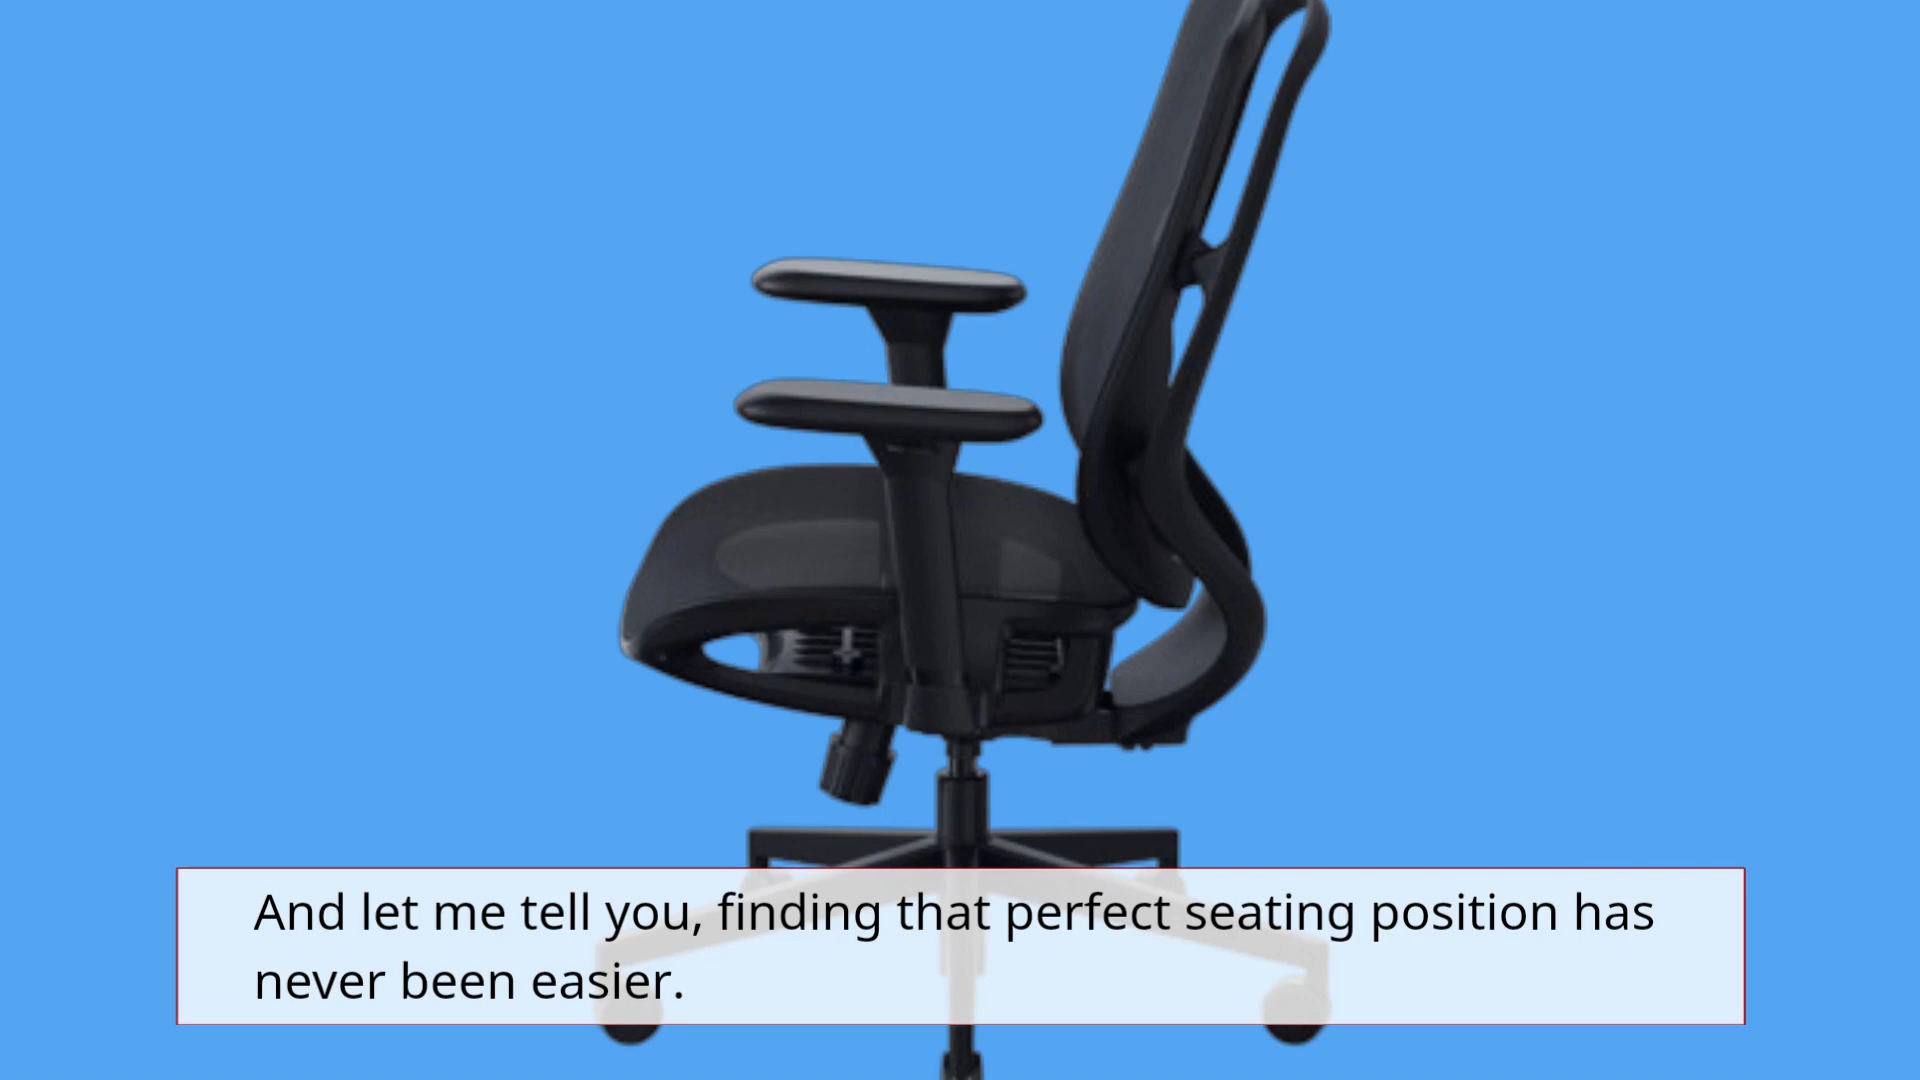 And let me tell you, finding that perfect seating position has
never been easier.